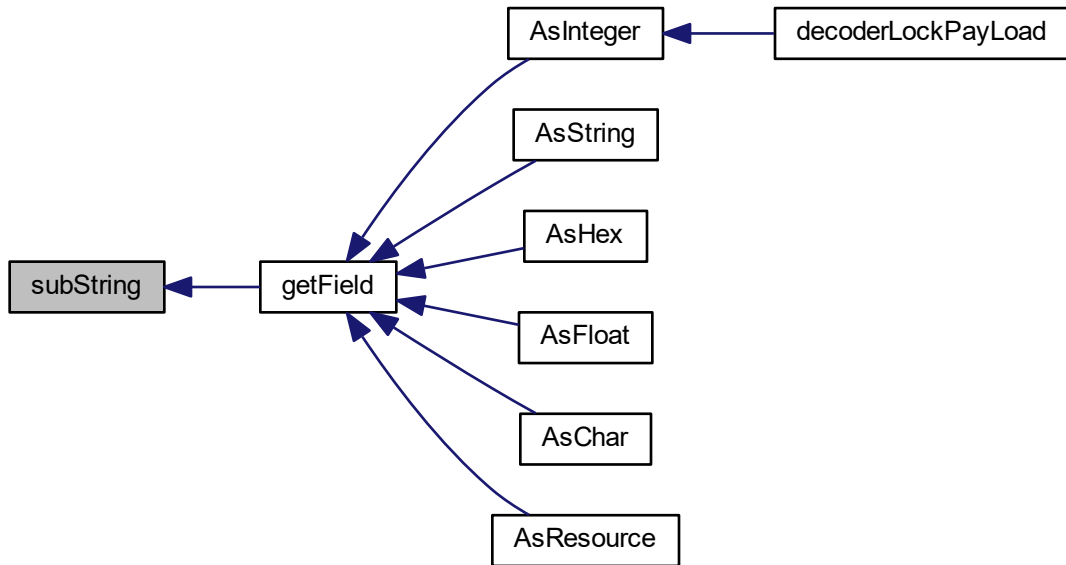 AsInteger
decoderLockPayLoad
AsString
AsHex
subString
getField
AsFloat
AsChar
AsResource